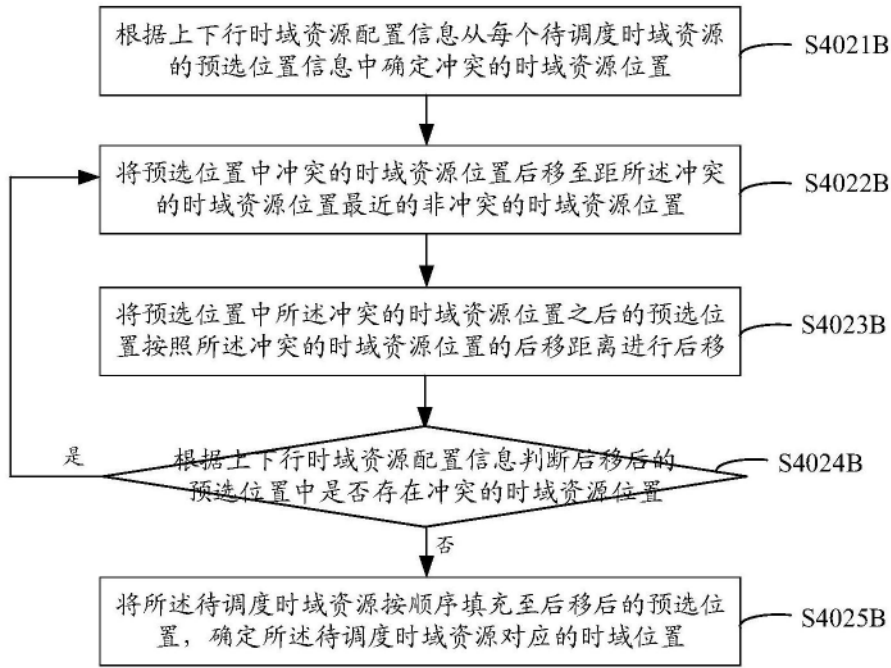 根据上下行时域资源配置信息从每个待调度时域资源
的预选位置信息中确定冲突的时域资源位置
S4021B
将预选位置中冲突的时域资源位置后移至距所述冲突
的时域资源位置最近的非冲突的时域资源位置
S4022B
将预选位置中所述冲突的时域资源位置之后的预选位
置按照所述冲突的时域资源位置的后移距离进行后移
S4023B
是
根据上下行时域资源配置信息判断后移后的
预选位置中是否存在冲突的时域资源位置
S4024B
否
将所述待调度时域资源按顺序填充至后移后的预选位
置，确定所述待调度时域资源对应的时域位置
S4025B